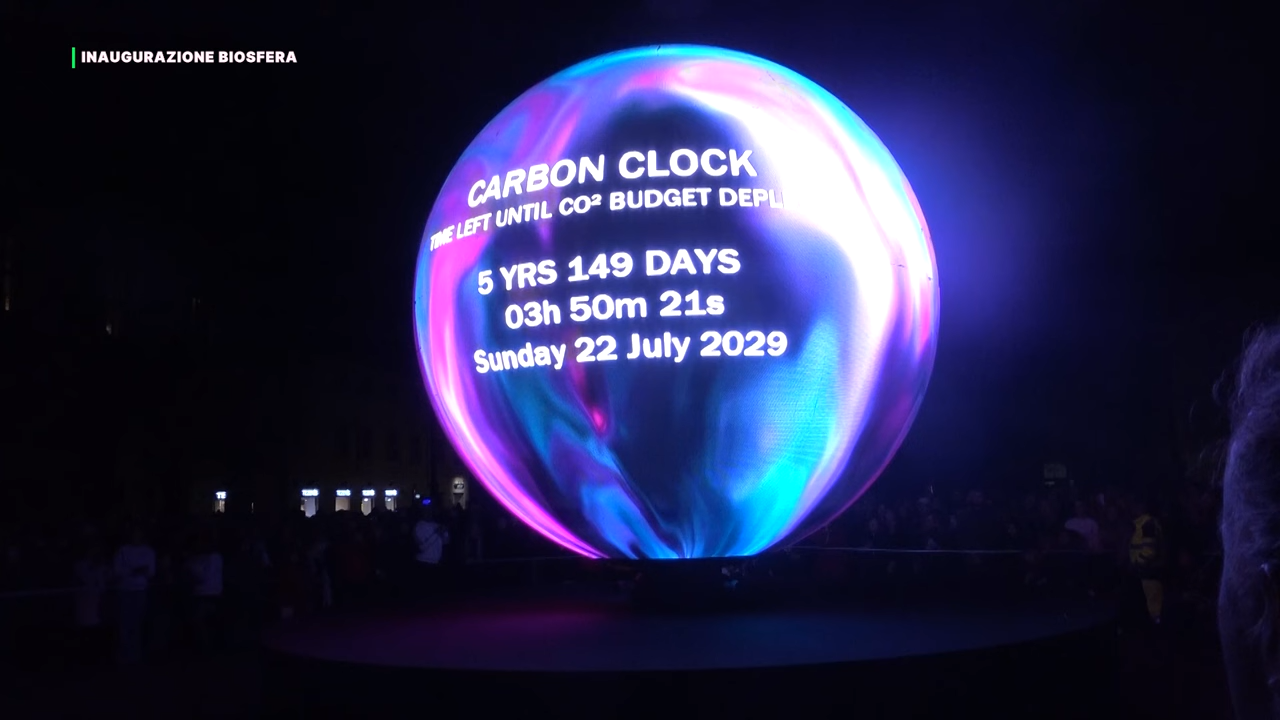 INAUGURAZIONE BIOSFERA
CARBON CLOCK
TIME LEFT UNTIL CO² BUDGET DEPL
5 YRS 149 DAYS
03h 50m 21s
Sunday 22 July 2029